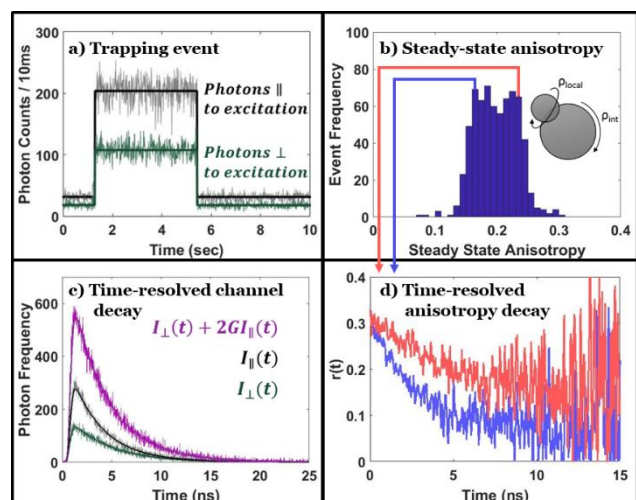 a) Trapping event
Photon Counts / 10ms
300
200
100
0
Photons ||
to excitation
Photons ⊥
to excitation
0 2 4 6 8 10
Time (sec)
b) Steady-state anisotropy
Event Frequency
100
80
60
40
20
0
ρlocal
ρint
0 0.1 0.2 0.3 0.4
Steady State Anisotropy
c) Time-resolved channel
decay
Photon Frequency
600
400
200
0
I⊥(t) + 2GI∥(t)
I∥(t)
I⊥(t)
0 5 10 15 20 25
Time (ns)
d) Time-resolved
anisotropy decay
r(t)
0.4
0.3
0.2
0.1
0
0 5 10 15
Time (ns)